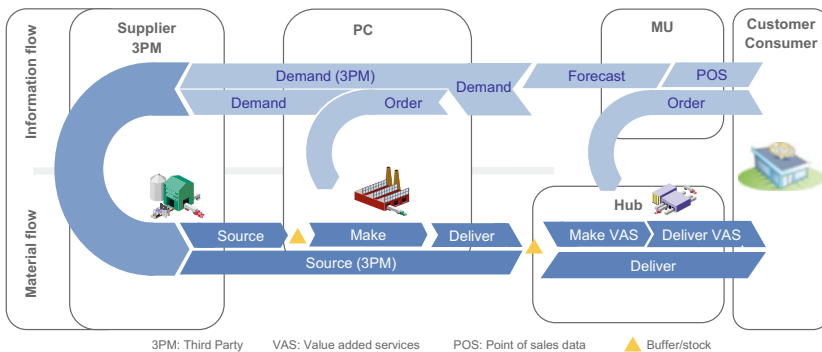 Supplier
3PM
PC
MU
Customer
Consumer
Information flow
Demand (3PM)
Forecast
POS
Demand
Demand
Order
Order
Material flow
Hub
Source
Make
Deliver
Make VAS
Deliver VAS
Source (3PM)
Deliver
3PM: Third Party
VAS: Value added services
POS: Point of sales data
Buffer/stock